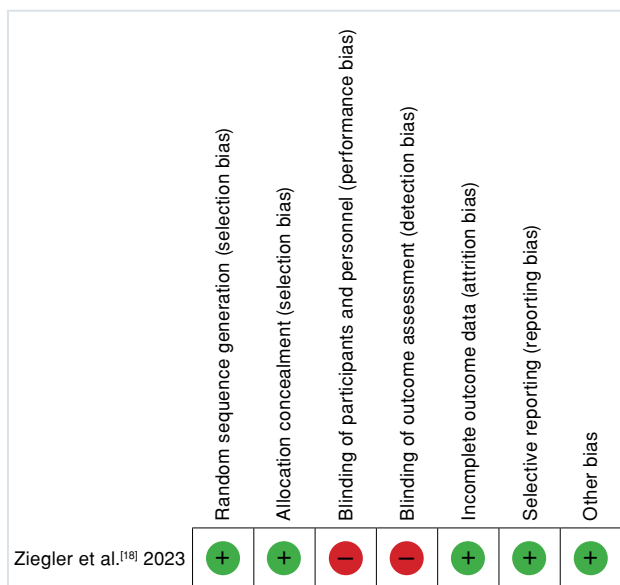 Random sequence generation (selection bias)
Allocation concealment (selection bias)
Blinding of participants and personnel (performance bias)
Blinding of outcome assessment (detection bias)
Incomplete outcome data (attrition bias)
Selective reporting (reporting bias)
Other bias
Ziegler et al.[18] 2023 + + – – + + +